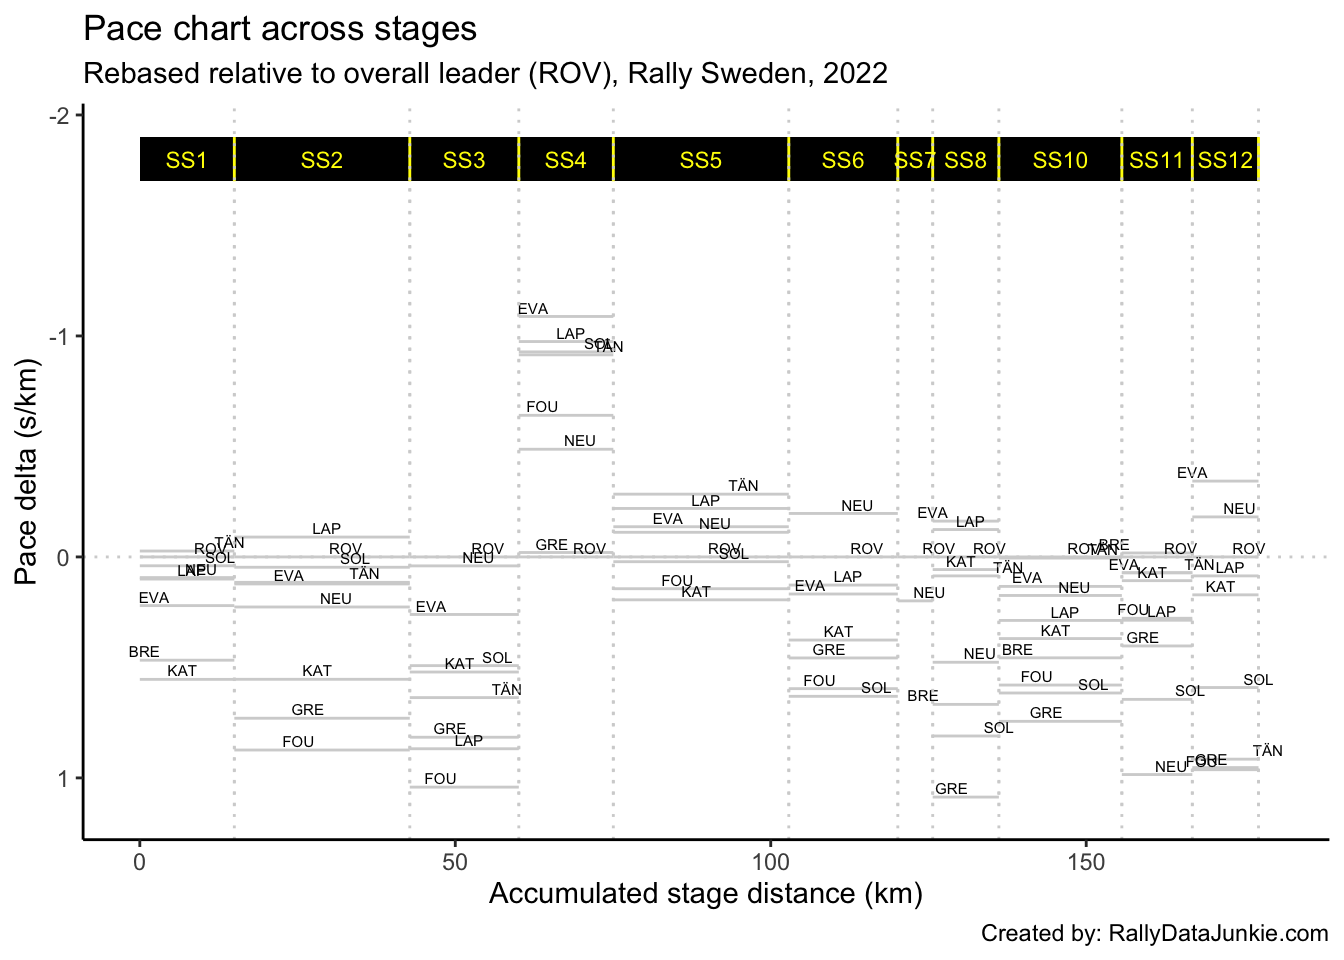 Pace chart across stages
Rebased relative to overall leader (ROV), Rally Sweden, 2022
-2
SS1 SS2 SS3 SS4 SS5 SS6 SS7 SS8 SS10 SS11 SS12
EVA
-1
LAP
SOL TÄN
FOU
NEU
EVA
TÄN
NEU
LAP
NEU
EVA LAP
EVA NEU
LAP
TÄN BRE
GRE
0
ROV ROV ROV ROV ROV ROV ROV ROV ROV ROV ROV
SOL SOL NEU SOL
TÄN
KAT TÄN EVA KAT TÄN LAP
LAP NEU EVA TÄN
FOU LAP EVA
KAT EVA NEU KAT
EVA NEU EVA NEU
FOU LAP
LAP
KAT KAT GRE
BRE GRE BRE
KAT SOL NEU
KAT KAT FOU SOL
FOU SOL SOL SOL
TÄN BRE
GRE GRE
GRE SOL
FOU LAP TÄN
FOU GRE
NEU
FOU
GRE
1
Pace delta (s/km)
0 50 100 150
Accumulated stage distance (km)
Created by: RallyDataJunkie.com